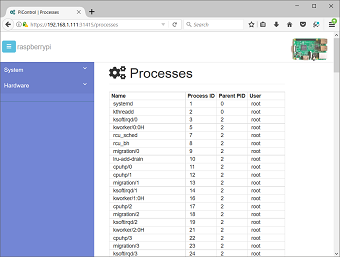 PiControl | Processes
https://192.168.1.111:31415/processes
Search
raspberrypi
System
Hardware
Processes
Name Process ID Parent PID User
systemd 1 0 root
kthreadd 2 0 root
ksoftirqd/0 3 2 root
kworker/0:0H 5 2 root
rcu_sched 7 2 root
rcu_bh 8 2 root
migration/0 9 2 root
lru-add-drain 10 2 root
cpuhp/0 11 2 root
cpuhp/1 12 2 root
migration/1 13 2 root
ksoftirqd/1 14 2 root
kworker/1:0H 16 2 root
cpuhp/2 17 2 root
migration/2 18 2 root
ksoftirqd/2 19 2 root
kworker/2:0H 21 2 root
cpuhp/3 22 2 root
migration/3 23 2 root
ksoftirqd/3 24 2 root